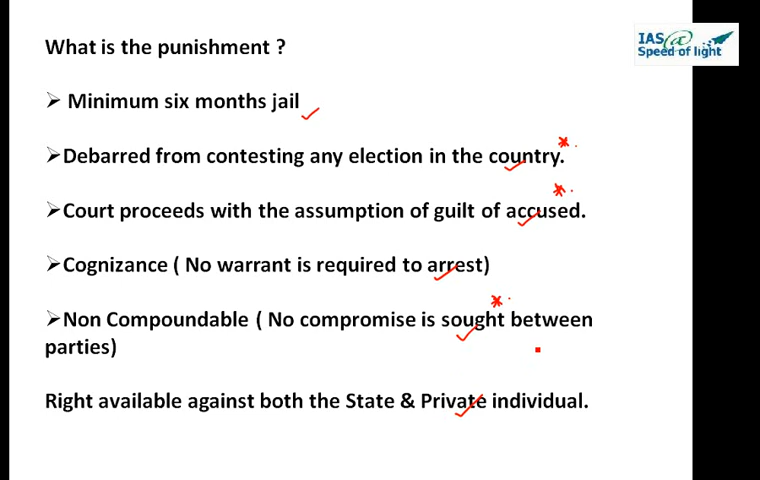 What is the punishment ?
IAS@
Speed of light
➢ Minimum six months jail
➢Debarred from contesting any election in the country.
➢Court proceeds with the assumption of guilt of accused.
➢Cognizance ( No warrant is required to arrest)
➢Non Compoundable ( No compromise is sought between
parties)
Right available against both the State & Private individual.